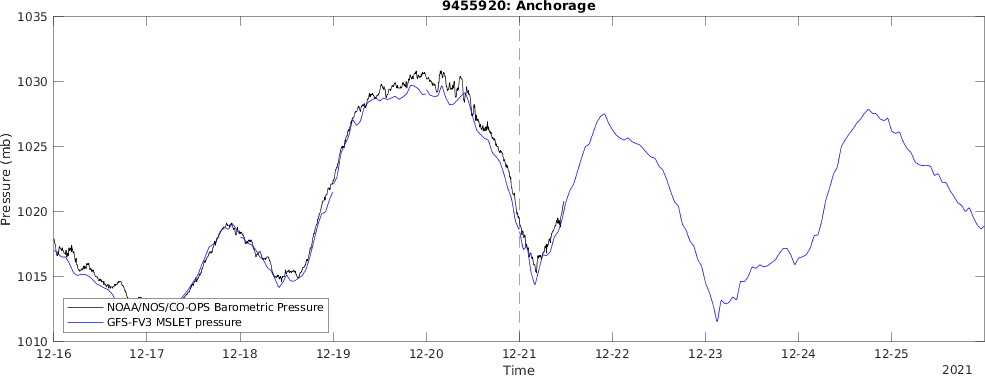 9455920: Anchorage
1035
1030
1025
1020
1015
1010
Pressure (mb)
NOAA/NOS/CO-OPS Barometric Pressure
GFS-FV3 MSLET pressure
12-16 12-17 12-18 12-19 12-20 12-21 12-22 12-23 12-24 12-25
Time
2021